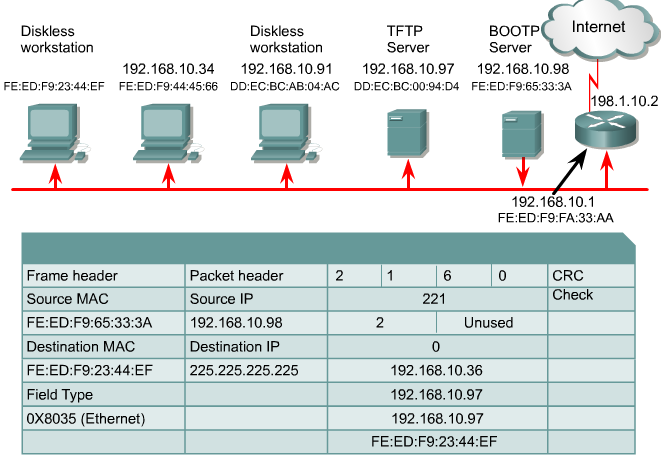 Internet
Diskless
workstation
FE:ED:F9:23:44:EF
192.168.10.34
FE:ED:F9:44:45:66
Diskless
workstation
192.168.10.91
DD:EC:BC:AB:04:AC
TFTP
Server
192.168.10.97
DD:EC:BC:00:94:D4
BOOTP
Server
192.168.10.98
FE:ED:F9:65:33:3A
198.1.10.2
192.168.10.1
FE:ED:F9:FA:33:AA
Frame header Packet header 2 1 6 0 CRC
Source MAC Source IP 221 Check
FE:ED:F9:65:33:3A 192.168.10.98 2 Unused
Destination MAC Destination IP 0
FE:ED:F9:23:44:EF 225.225.225.225 192.168.10.36
Field Type 192.168.10.97
0X8035 (Ethernet) 192.168.10.97
FE:ED:F9:23:44:EF